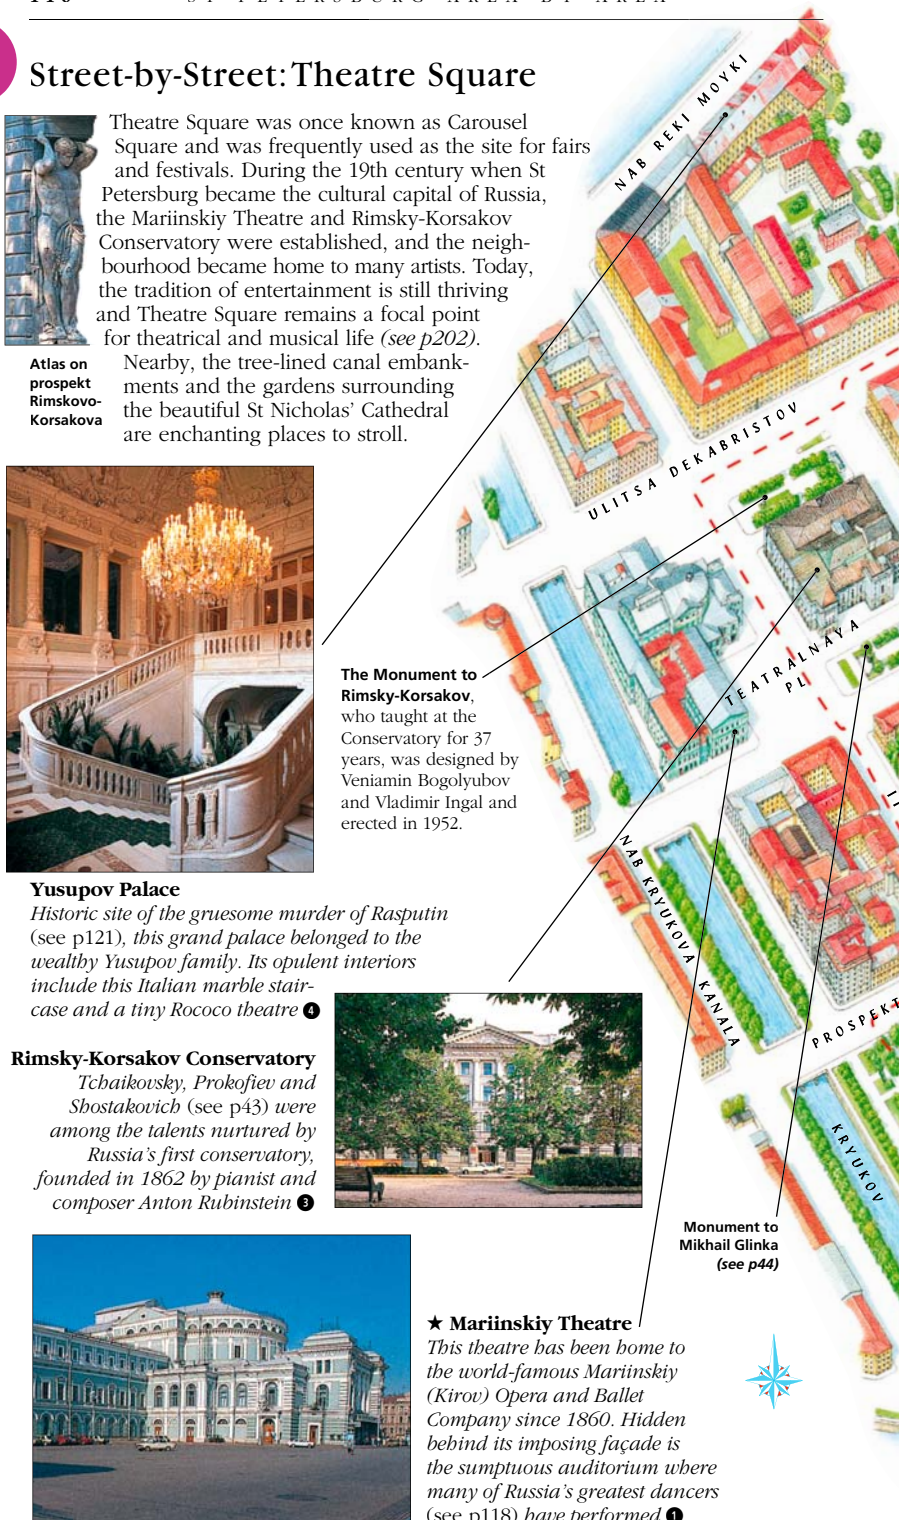 Street-by-Street: Theatre Square
Theatre Square was once known as Carousel
Square and was frequently used as the site for fairs
and festivals. During the 19th century when St
Petersburg became the cultural capital of Russia,
the Mariinskiy Theatre and Rimsky-Korsakov
Conservatory were established, and the neigh-
bourhood became home to many artists. Today,
the tradition of entertainment is still thriving
and Theatre Square remains a focal point
for theatrical and musical life (see p202).
Nearby, the tree-lined canal embank-
ments and the gardens surrounding
the beautiful St Nicholas' Cathedral
are enchanting places to stroll.
Atlas on
prospekt
Rimskovo-
Korsakova
NAB REKI MOYKI
ULITSA DEKABRISTOV
TEATRALNAYA
PL
The Monument to
Rimsky-Korsakov,
who taught at the
Conservatory for 37
years, was designed by
Veniamin Bogolyubov
and Vladimir Ingal and
erected in 1952.
NAB KRYUKOVA KANALA
PROSPEKT
KRYUKOV
Yusupov Palace
Historic site of the gruesome murder of Rasputin
(see p121), this grand palace belonged to the
wealthy Yusupov family. Its opulent interiors
include this Italian marble stair-
case and a tiny Rococo theatre 4
Rimsky-Korsakov Conservatory
Tchaikovsky, Prokofiev and
Shostakovich (see p43) were
among the talents nurtured by
Russia's first conservatory,
founded in 1862 by pianist and
composer Anton Rubinstein 3
Monument to
Mikhail Glinka
(see p44)
★ Mariinskiy Theatre
This theatre has been home to
the world-famous Mariinskiy
(Kirov) Opera and Ballet
Company since 1860. Hidden
behind its imposing façade is
the sumptuous auditorium where
many of Russia's greatest dancers
(see p118) have performed 1